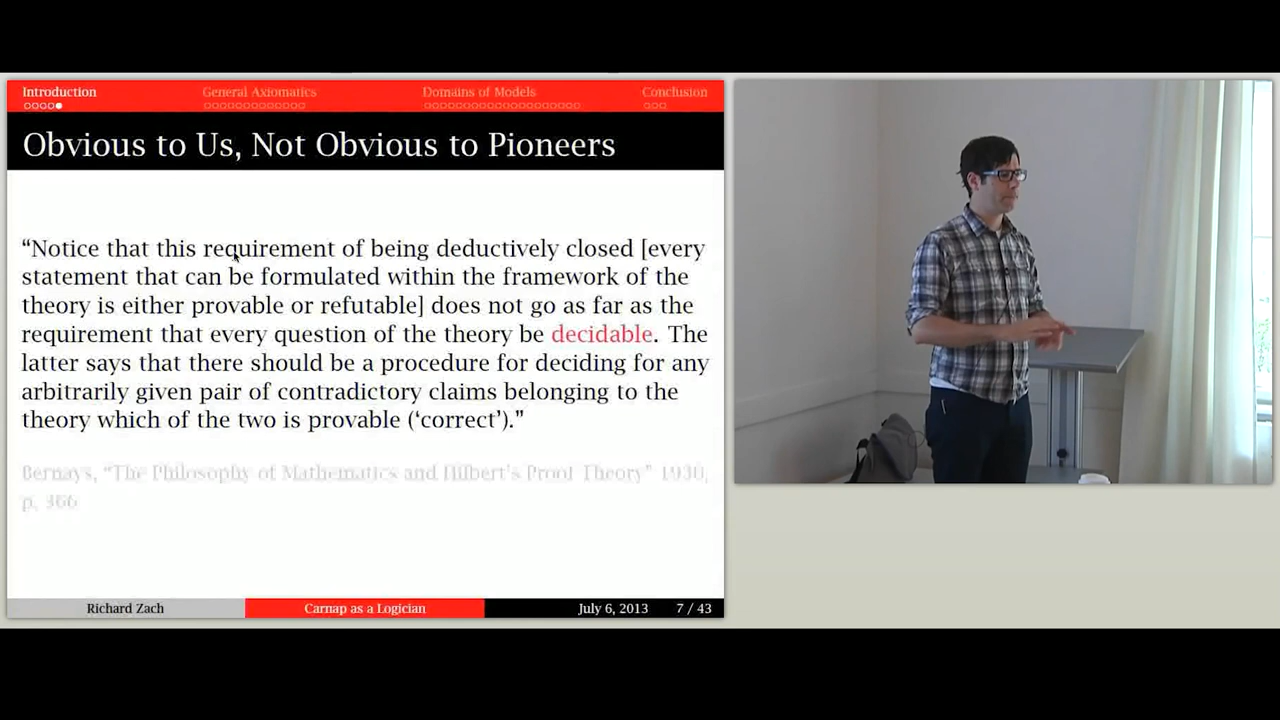 Introduction
General Axiomatics
Domains of Models
Conclusion
Obvious to Us, Not Obvious to Pioneers
“Notice that this requirement of being deductively closed [every
statement that can be formulated within the framework of the
theory is either provable or refutable] does not go as far as the
requirement that every question of the theory be decidable. The
latter says that there should be a procedure for deciding for any
arbitrarily given pair of contradictory claims belonging to the
theory which of the two is provable (‘correct’).”
Bernays, “The Philosophy of Mathematics and Hilbert’s Proof Theory” 1930,
p. 366
Richard Zach
Carnap as a Logician
July 6, 2013
7 / 43